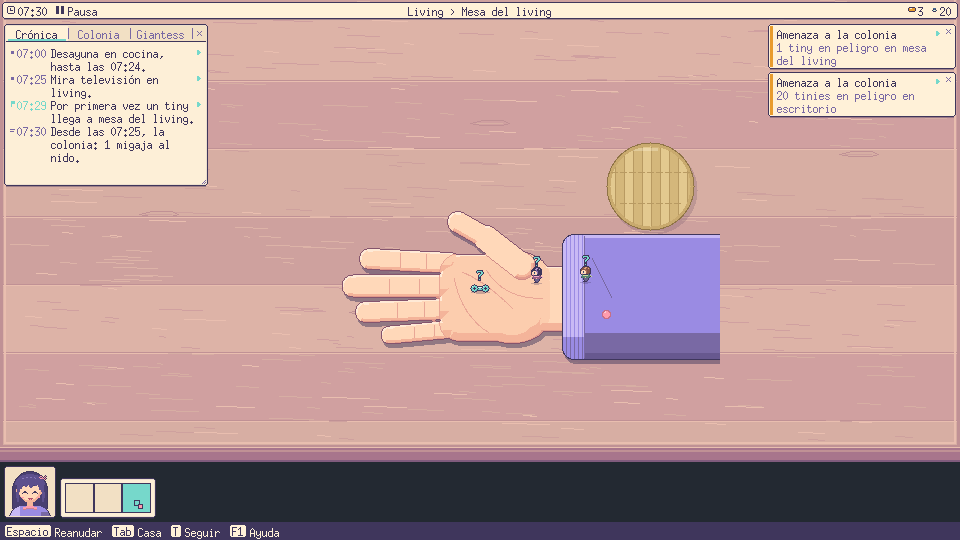 07:30 Pausa
Living > Mesa del living
3 20
Crónica Colonia Giantess ×
07:00 Desayuna en cocina, hasta las 07:24.
07:25 Mira televisión en living.
07:29 Por primera vez un tiny llega a mesa del living.
07:30 Desde las 07:25, la colonia: 1 migaja al nido.
Amenaza a la colonia ×
1 tiny en peligro en mesa
del living
Amenaza a la colonia ×
20 tinies en peligro en
escritorio
?
?
?
Espacio Reanudar Tab Casa T Seguir F1 Ayuda